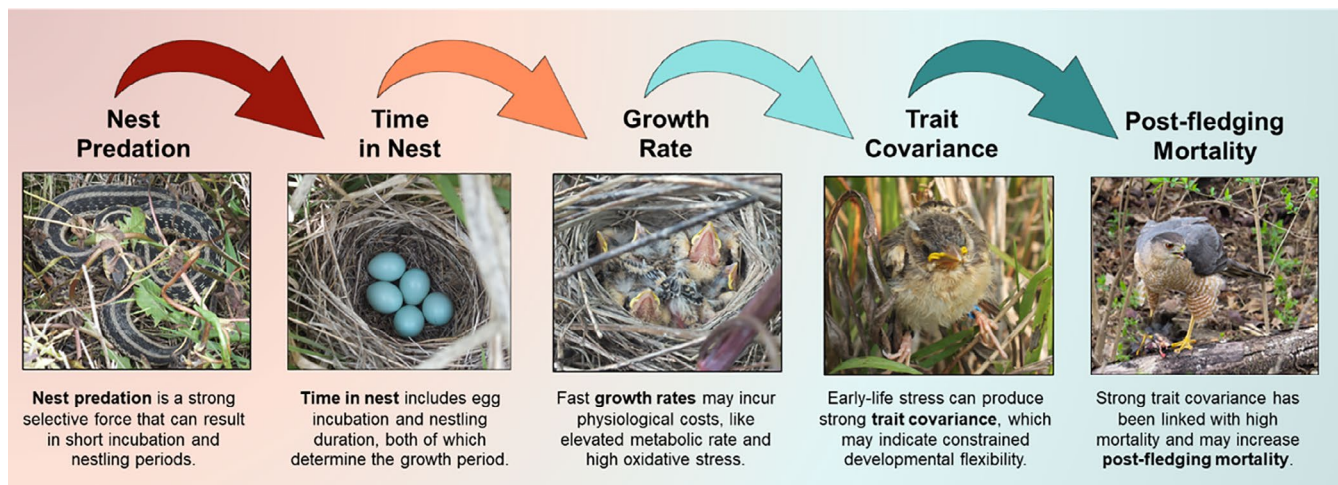 Nest
Predation
Time
in Nest
Growth
Rate
Trait
Covariance
Post-fledging
Mortality
Nest predation is a strong
selective force that can result
in short incubation and
nestling periods.
Time in nest includes egg
incubation and nestling
duration, both of which
determine the growth period.
Fast growth rates may incur
physiological costs, like
elevated metabolic rate and
high oxidative stress.
Early-life stress can produce
strong trait covariance, which
may indicate constrained
developmental flexibility.
Strong trait covariance has
been linked with high
mortality and may increase
post-fledging mortality.